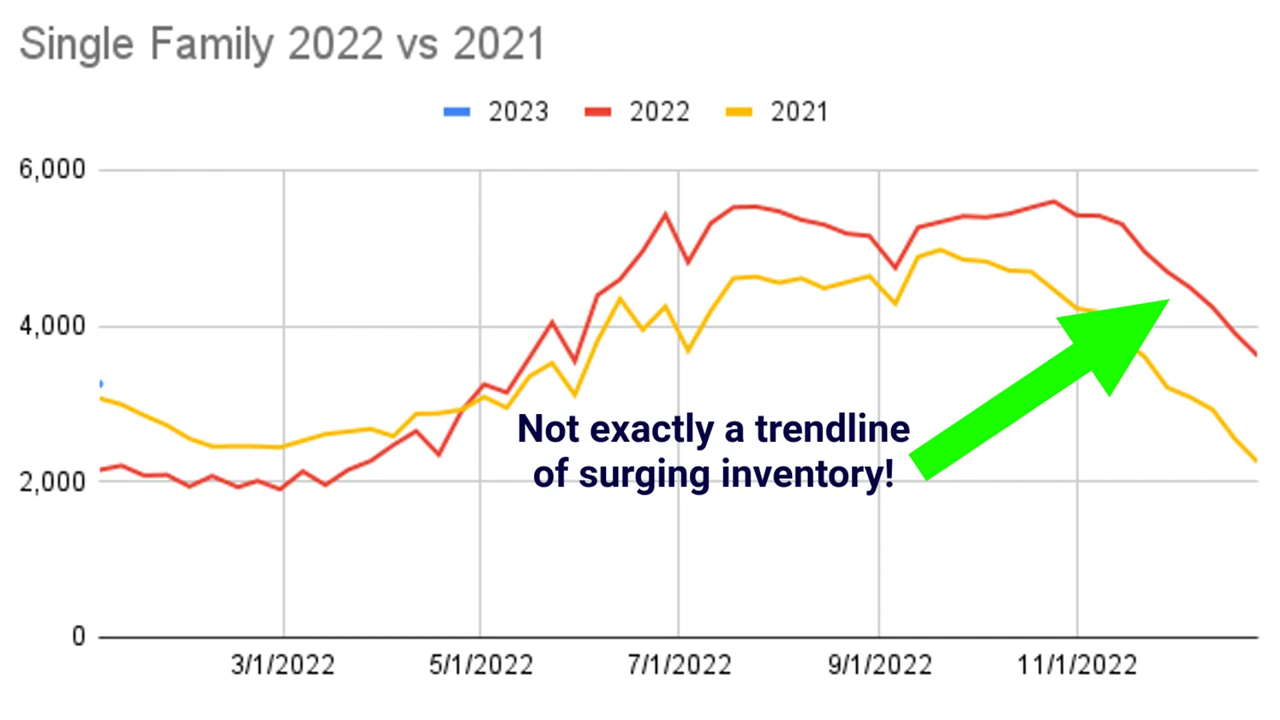 Single Family 2022 vs 2021
2023 2022 2021
6,000
4,000
Not exactly a trendline
of surging inventory!
2,000
0
3/1/2022 5/1/2022 7/1/2022 9/1/2022 11/1/2022